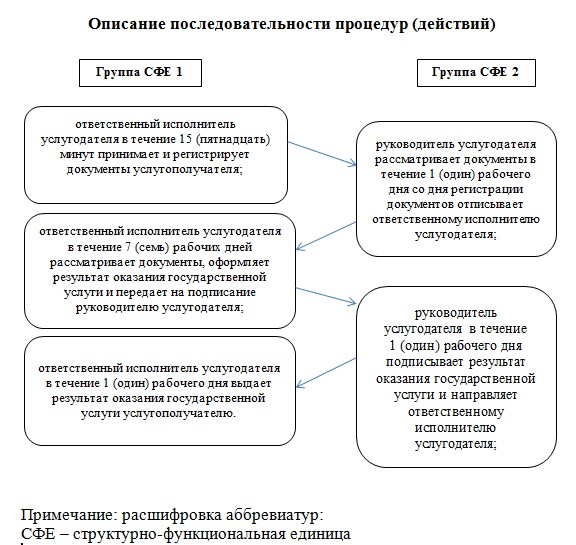 Описание последовательности процедур (действий)
Группа СФЕ 1
Группа СФЕ 2
ответственный исполнитель
услугодателя в течение 15 (пятнадцать)
минут принимает и регистрирует
документы услугополучателя;
руководитель услугодателя
рассматривает документы в
течение 1 (один) рабочего
дня со дня регистрации
документов отписывает
ответственному исполнителю
услугодателя;
ответственный исполнитель услугодателя
в течение 7 (семь) рабочих дней
рассматривает документы, оформляет
результат оказания государственной
услуги и передает на подписание
руководителю услугодателя;
руководитель
услугодателя в течение
1 (один) рабочего дня
подписывает результат
оказания государственной
услуги и направляет
ответственному
исполнителю
услугодателя;
ответственный исполнитель услугодателя
в течение 1 (один) рабочего дня выдает
результат оказания государственной
услуги услугополучателю.
Примечание: расшифровка аббревиатур:
СФЕ – структурно-функциональная единица